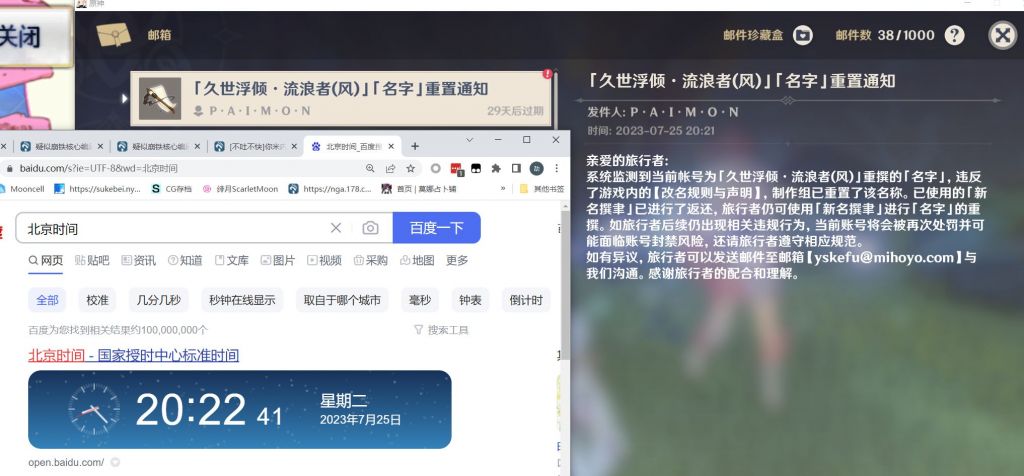 原神
关闭
邮箱
邮件珍藏盒
邮件数 38/1000
「久世浮倾·流浪者(风)」「名字」重置通知
P·A·I·M·O·N
29天后过期
「久世浮倾·流浪者(风)」「名字」重置通知
发件人: P·A·I·M·O·N
时间: 2023-07-25 20:21
亲爱的旅行者:
系统监测到当前帐号为「久世浮倾·流浪者(风)」重撰的「名字」, 违反
了游戏内的【改名规则与声明】, 制作组已重置了该名称。已使用的「新
名撰隶」已进行了返还, 旅行者仍可使用「新名撰隶」进行「名字」的重
撰。如旅行者后续仍出现相关违规行为, 当前账号将会被再次处罚并可
能面临账号封禁风险, 还请旅行者遵守相应规范。
如有异议, 旅行者可以发送邮件至邮箱【yskefu@mihoyo.com】与
我们沟通。感谢旅行者的配合和理解。
疑似崩铁核心端
疑似崩铁核心端
[不吐不快]你米
北京时间_百度搜
baidu.com/s?ie=UTF-8&wd=北京时间
Mooncell
https://sukebei.ny...
CG存档
绯月ScarletMoon
https://nga.178.c...
首页 | 莫娜占卜铺
»
其他书签
北京时间
百度一下
网页
贴吧
资讯
知道
文库
图片
视频
采购
地图
更多
全部
校准
几分几秒
秒钟在线显示
取自于哪个城市
毫秒
钟表
倒计时
百度为您找到相关结果约100,000,000个
搜索工具
北京时间 - 国家授时中心标准时间
20:22 41
星期二
2023年7月25日
open.baidu.com/